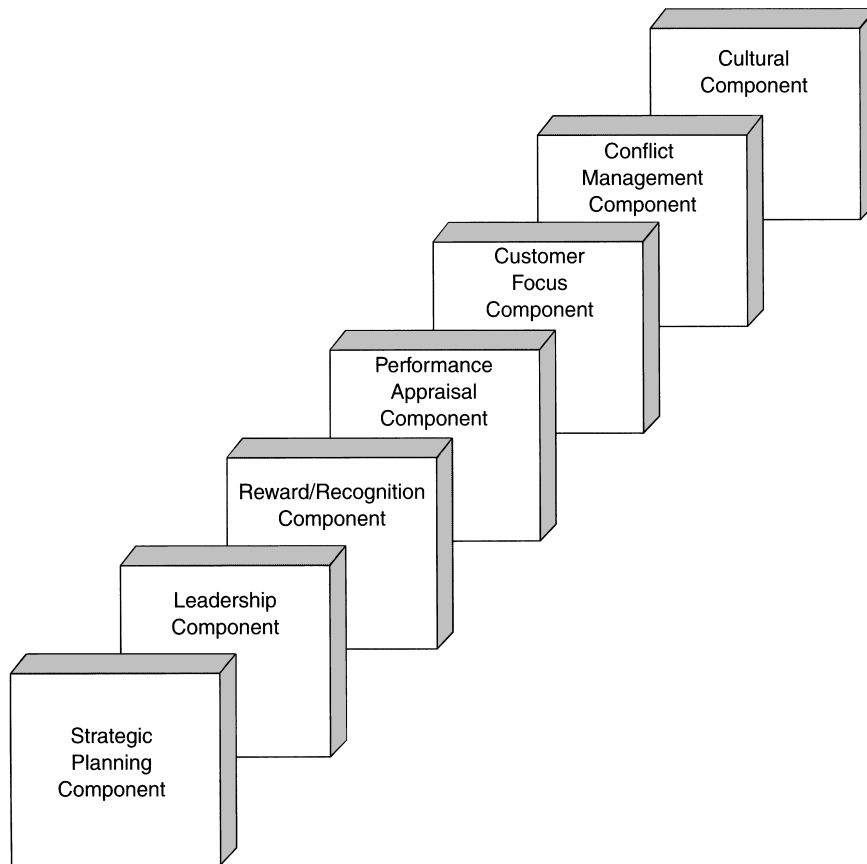 Cultural
Component
Conflict
Management
Component
Customer
Focus
Component
Performance
Appraisal
Component
Reward/Recognition
Component
Leadership
Component
Strategic
Planning
Component